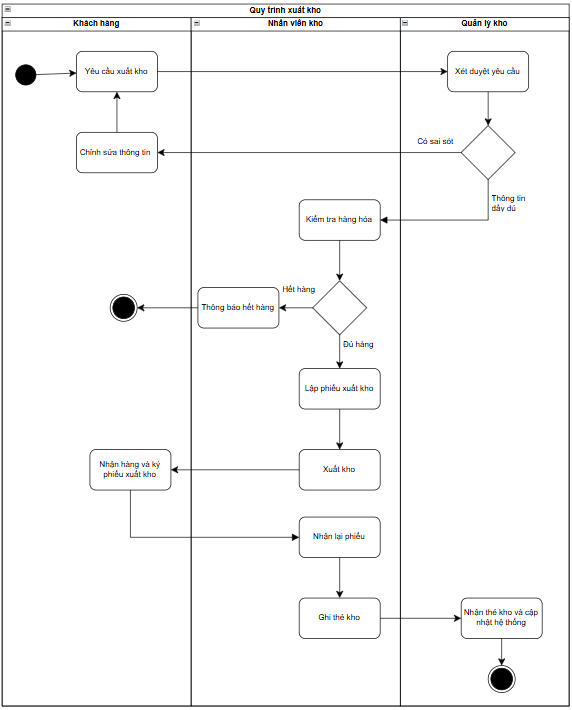 Quy trình xuất kho
Khách hàng
Nhân viên kho
Quản lý kho
Yêu cầu xuất kho
Xét duyệt yêu cầu
Có sai sót
Chỉnh sửa thông tin
Thông tin
đầy đủ
Kiểm tra hàng hóa
Hết hàng
Thông báo hết hàng
Đủ hàng
Lập phiếu xuất kho
Nhận hàng và ký
phiếu xuất kho
Xuất kho
Nhận lại phiếu
Ghi thẻ kho
Nhận thẻ kho và cập
nhật hệ thống